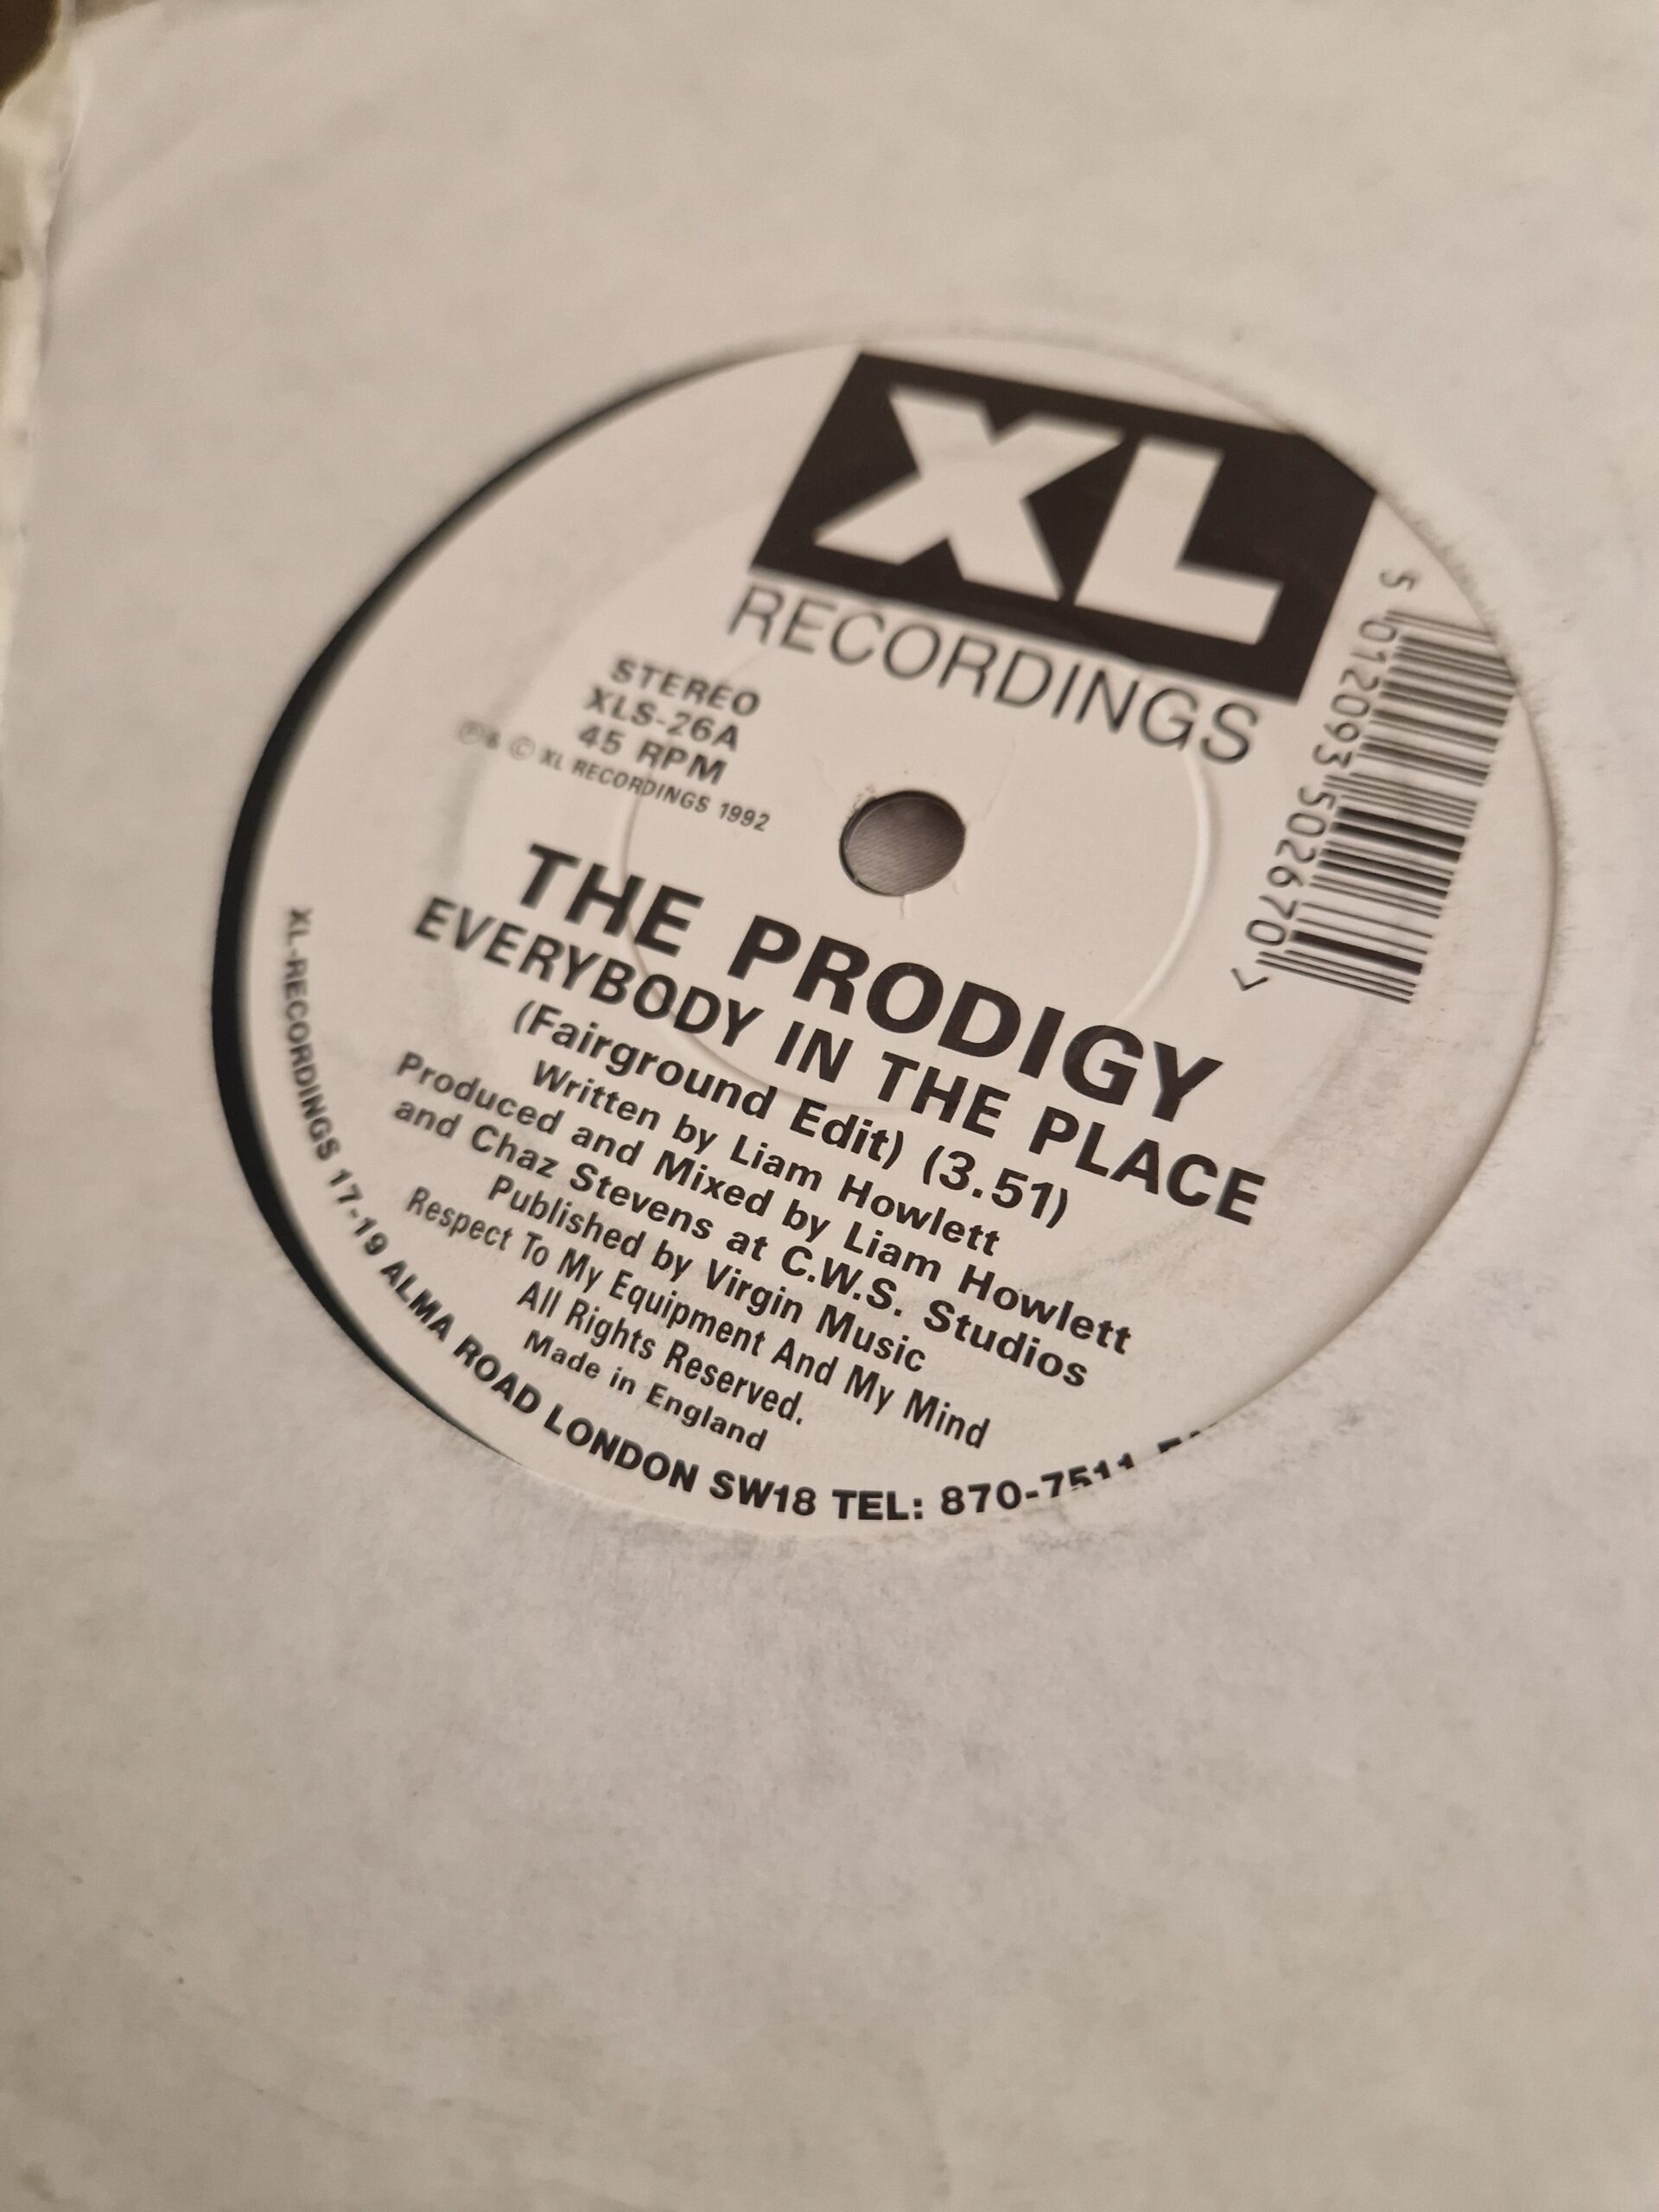 XL
RECORDINGS
5 012093 502670 >
STEREO
XLS-26A
45 RPM
℗ & © XL RECORDINGS 1992
THE PRODIGY
EVERYBODY IN THE PLACE
(Fairground Edit) (3.51)
Written by Liam Howlett
Produced and Mixed by Liam Howlett
and Chaz Stevens at C.W.S. Studios
Published by Virgin Music
Respect To My Equipment And My Mind
All Rights Reserved.
Made in England
XL-RECORDINGS 17-19 ALMA ROAD LONDON SW18 TEL: 870-7511